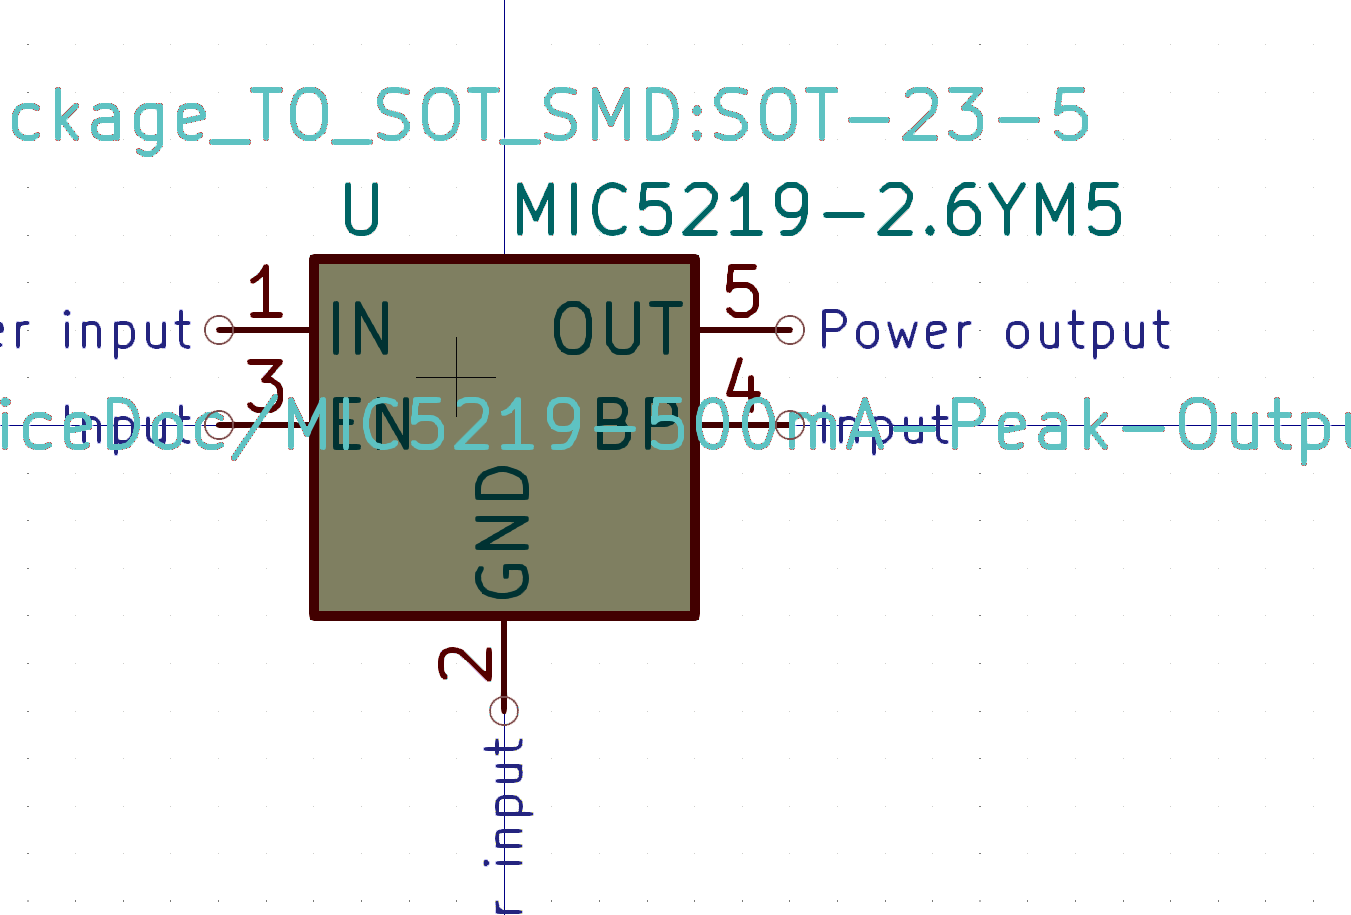 ckage_TO_SOT_SMD:SOT-23-5
U MIC5219-2.6YM5
1 5
er input IN OUT Power output
3 4
Input EN BP Input
iceDoc/MIC5219-500mA-Peak-Outpu
GND
2
r input